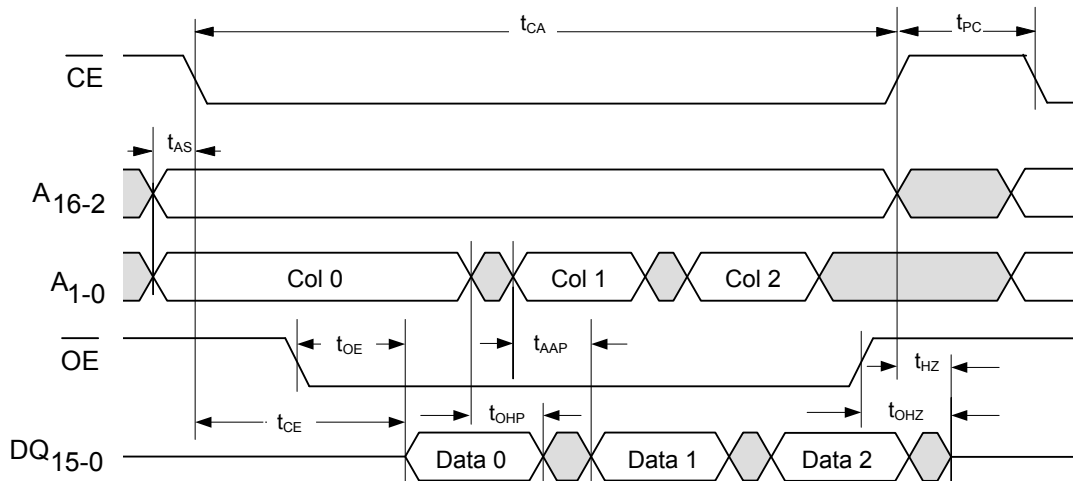 tCA tPC
CE
tAS
A16-2
A1-0 Col 0 Col 1 Col 2
OE tOE tAAP tHZ
tCE tOHP tOHZ
DQ15-0 Data 0 Data 1 Data 2